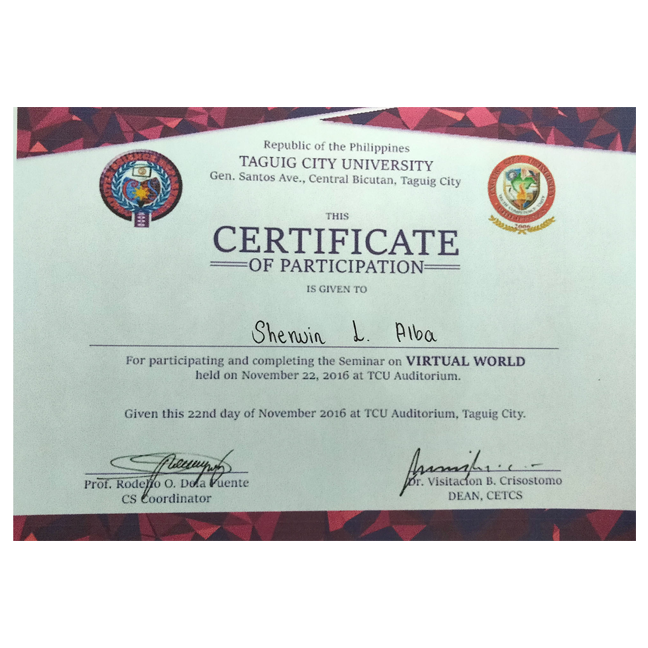 Republic of the Philippines
TAGUIG CITY UNIVERSITY
Gen. Santos Ave., Central Bicutan, Taguig City
THIS
CERTIFICATE
OF PARTICIPATION
IS GIVEN TO
Sherwin L. Alba
For participating and completing the Seminar on VIRTUAL WORLD
held on November 22, 2016 at TCU Auditorium.
Given this 22nd day of November 2016 at TCU Auditorium, Taguig City.
Prof. Rodelio O. Dela Fuente
CS Coordinator
Dr. Visitacion B. Crisostomo
DEAN, CETCS